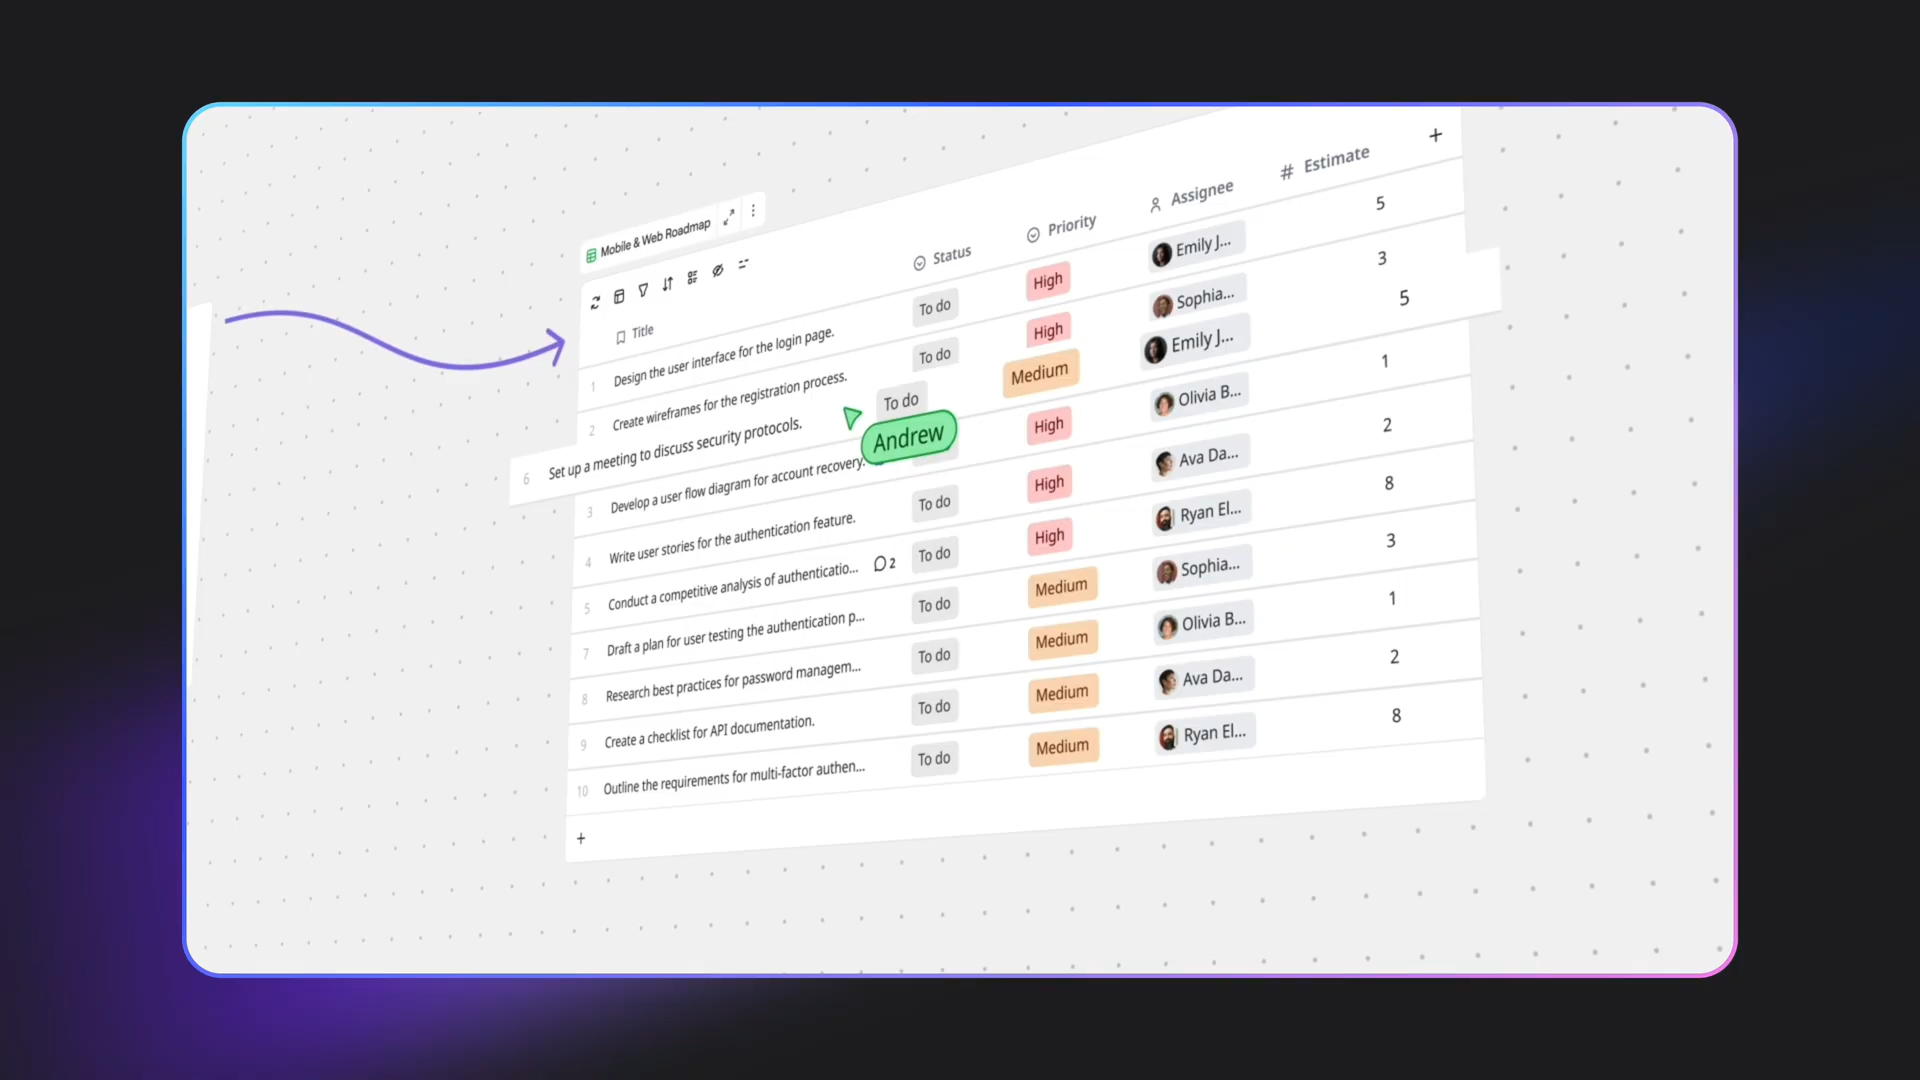 Mobile & Web Roadmap
Title Status Priority Assignee # Estimate +
1 Design the user interface for the login page. To do High Emily J... 5
2 Create wireframes for the registration process. To do High Sophia... 3
6 Set up a meeting to discuss security protocols. To do Medium Emily J... 5
Andrew
3 Develop a user flow diagram for account recovery. High Olivia B... 1
4 Write user stories for the authentication feature. To do High Ava Da... 2
5 Conduct a competitive analysis of authenticatio... 2 To do High Ryan El... 8
7 Draft a plan for user testing the authentication p... To do Medium Sophia... 3
8 Research best practices for password managem... To do Medium Olivia B... 1
9 Create a checklist for API documentation. To do Medium Ava Da... 2
10 Outline the requirements for multi-factor authen... To do Medium Ryan El... 8
+